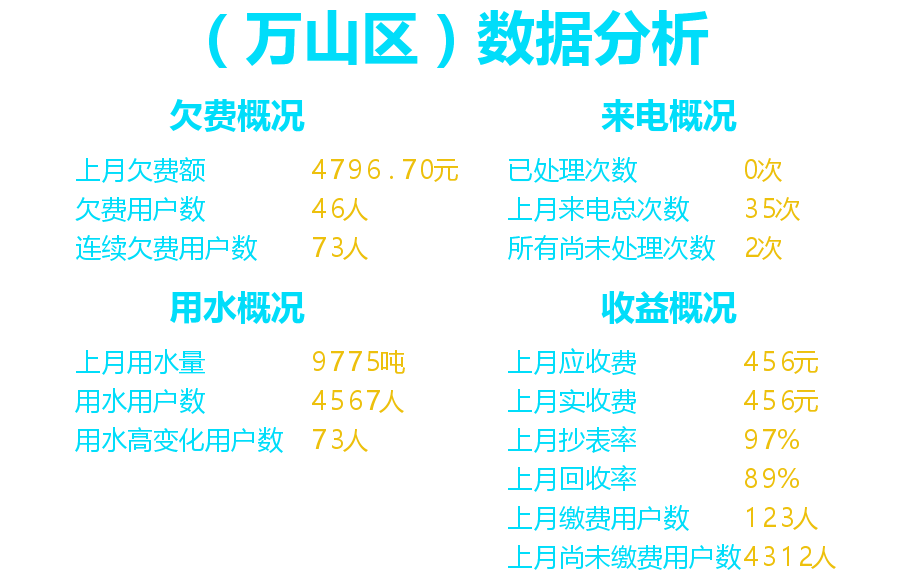 （万山区）数据分析
欠费概况
上月欠费额 4796.70元
欠费用户数 46人
连续欠费用户数 73人
来电概况
已处理次数 0次
上月来电总次数 35次
所有尚未处理次数 2次
用水概况
上月用水量 9775吨
用水用户数 4567人
用水高变化用户数 73人
收益概况
上月应收费 456元
上月实收费 456元
上月抄表率 97%
上月回收率 89%
上月缴费用户数 123人
上月尚未缴费用户数 4312人